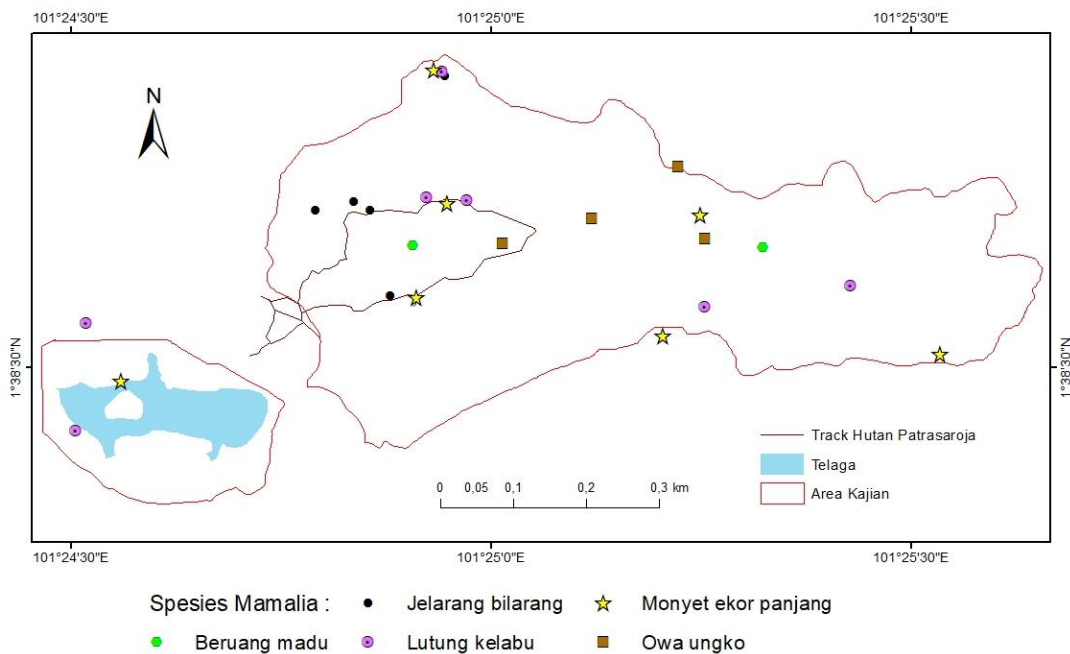 101°24'30"E 101°25'0"E 101°25'30"E
N
1°38'30"N 1°38'30"N
Track Hutan Patrasaroja
Telaga
Area Kajian
0 0,05 0,1 0,2 0,3 km
101°24'30"E 101°25'0"E 101°25'30"E
Spesies Mamalia : Jelarang bilarang Monyet ekor panjang
Beruang madu Lutung kelabu Owa ungko